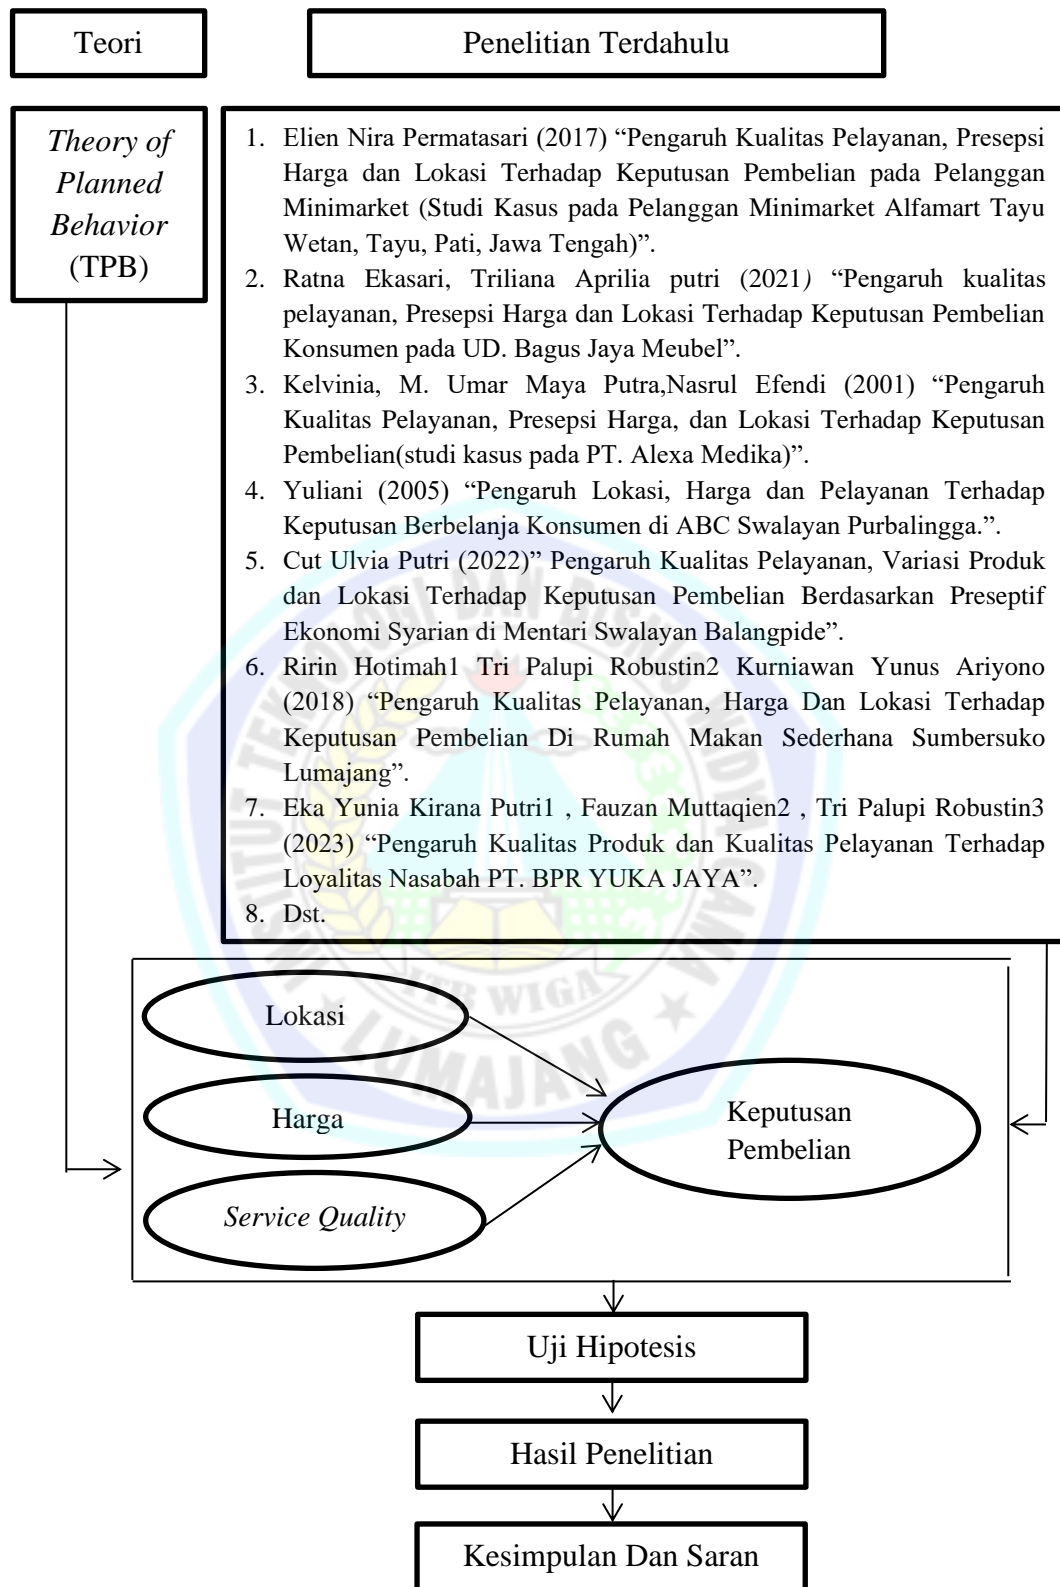 Teori
Penelitian Terdahulu
Theory of
Planned
Behavior
(TPB)
1. Elien Nira Permatasari (2017) “Pengaruh Kualitas Pelayanan, Presepsi
Harga dan Lokasi Terhadap Keputusan Pembelian pada Pelanggan
Minimarket (Studi Kasus pada Pelanggan Minimarket Alfamart Tayu
Wetan, Tayu, Pati, Jawa Tengah)”.
2. Ratna Ekasari, Triliana Aprilia putri (2021) “Pengaruh kualitas
pelayanan, Presepsi Harga dan Lokasi Terhadap Keputusan Pembelian
Konsumen pada UD. Bagus Jaya Meubel”.
3. Kelvinia, M. Umar Maya Putra,Nasrul Efendi (2001) “Pengaruh
Kualitas Pelayanan, Presepsi Harga, dan Lokasi Terhadap Keputusan
Pembelian(studi kasus pada PT. Alexa Medika)”.
4. Yuliani (2005) “Pengaruh Lokasi, Harga dan Pelayanan Terhadap
Keputusan Berbelanja Konsumen di ABC Swalayan Purbalingga.”.
5. Cut Ulvia Putri (2022)” Pengaruh Kualitas Pelayanan, Variasi Produk
dan Lokasi Terhadap Keputusan Pembelian Berdasarkan Preseptif
Ekonomi Syarian di Mentari Swalayan Balangpide”.
6. Ririn Hotimah1 Tri Palupi Robustin2 Kurniawan Yunus Ariyono
(2018) “Pengaruh Kualitas Pelayanan, Harga Dan Lokasi Terhadap
Keputusan Pembelian Di Rumah Makan Sederhana Sumbersuko
Lumajang”.
7. Eka Yunia Kirana Putri1 , Fauzan Muttaqien2 , Tri Palupi Robustin3
(2023) “Pengaruh Kualitas Produk dan Kualitas Pelayanan Terhadap
Loyalitas Nasabah PT. BPR YUKA JAYA”.
8. Dst.
INSTITUT TEKNOLOGI DAN BISNIS WIDYA GAMA
ITB WIGA
LUMAJANG
Lokasi
Harga
Service Quality
Keputusan
Pembelian
Uji Hipotesis
Hasil Penelitian
Kesimpulan Dan Saran